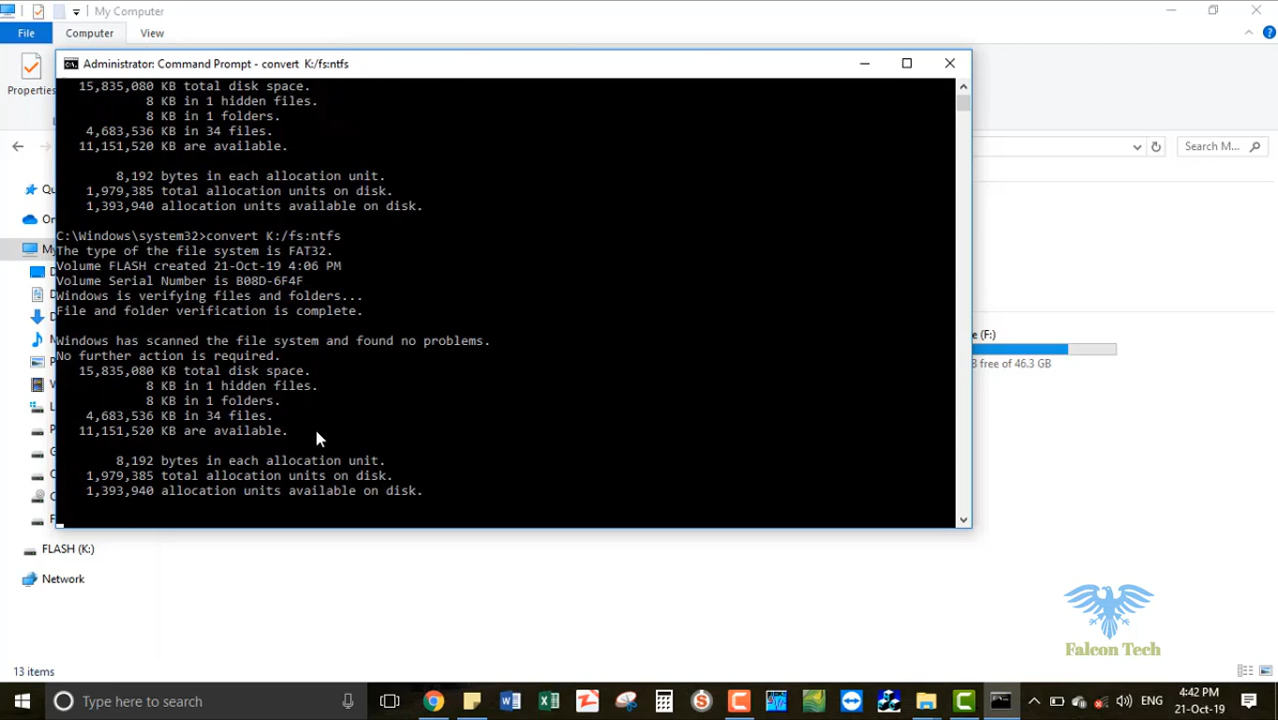 My Computer
File
Computer
View
Administrator: Command Prompt - convert  K:/fs:ntfs
Properties
15,835,080 KB total disk space.
8 KB in 1 hidden files.
8 KB in 1 folders.
4,683,536 KB in 34 files.
11,151,520 KB are available.
8,192 bytes in each allocation unit.
1,979,385 total allocation units on disk.
1,393,940 allocation units available on disk.
C:\Windows\system32>convert K:/fs:ntfs
The type of the file system is FAT32.
Volume FLASH created 21-Oct-19 4:06 PM
Volume Serial Number is B08D-6F4F
Windows is verifying files and folders...
File and folder verification is complete.
Windows has scanned the file system and found no problems.
No further action is required.
15,835,080 KB total disk space.
8 KB in 1 hidden files.
8 KB in 1 folders.
4,683,536 KB in 34 files.
11,151,520 KB are available.
8,192 bytes in each allocation unit.
1,979,385 total allocation units on disk.
1,393,940 allocation units available on disk.
Search M...
Qu
On
My
e (F:)
B free of 46.3 GB
FLASH (K:)
Network
Falcon Tech
13 items
Type here to search
ENG
4:42 PM
21-Oct-19